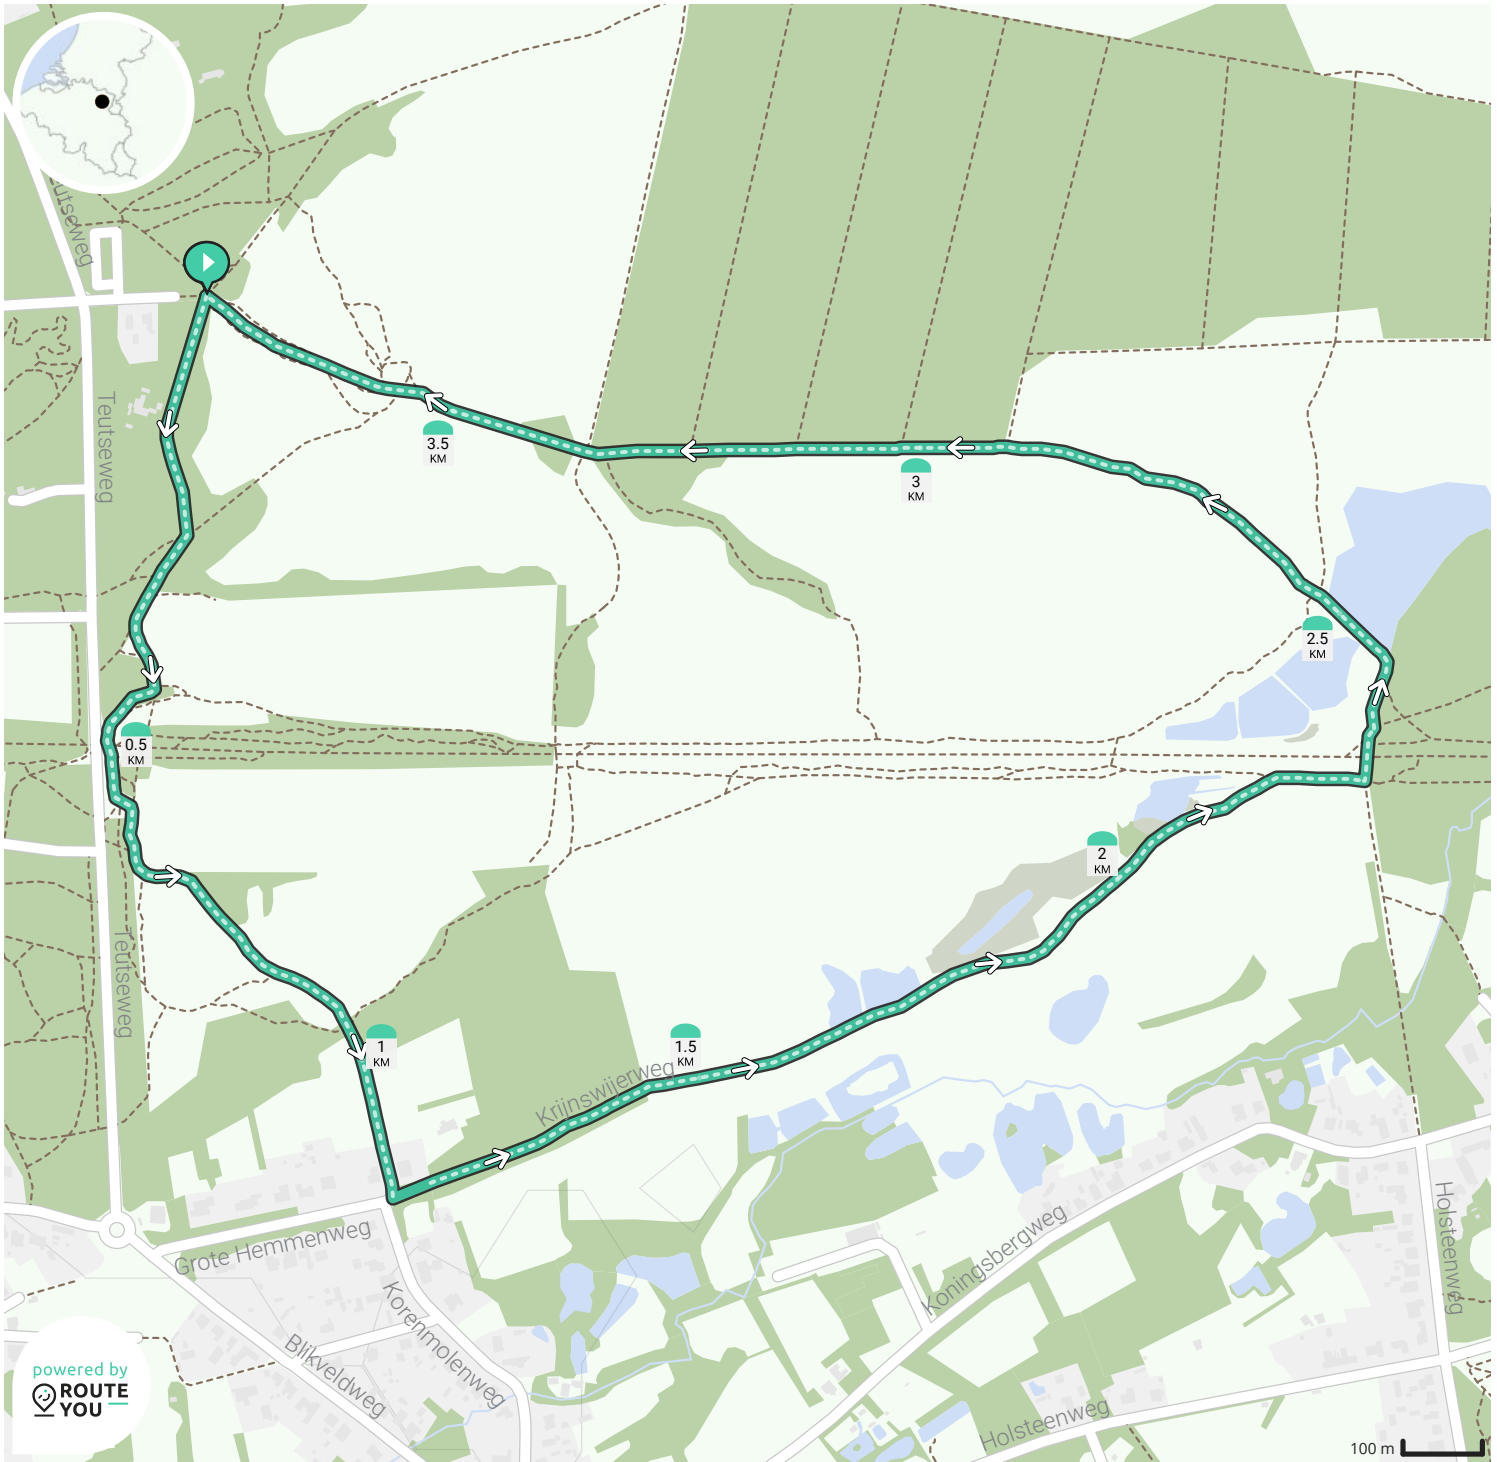 utseweg
Teutseweg
3.5
KM
3
KM
2.5
KM
0.5
KM
2
KM
Teutseweg
1
KM
1.5
KM
Krijnswijerweg
Grote Hemmenweg
Koningsbergweg
Holsteenweg
Korenmolenweg
Blikveldweg
powered by
ROUTE
YOU
Holsteenweg
100 m